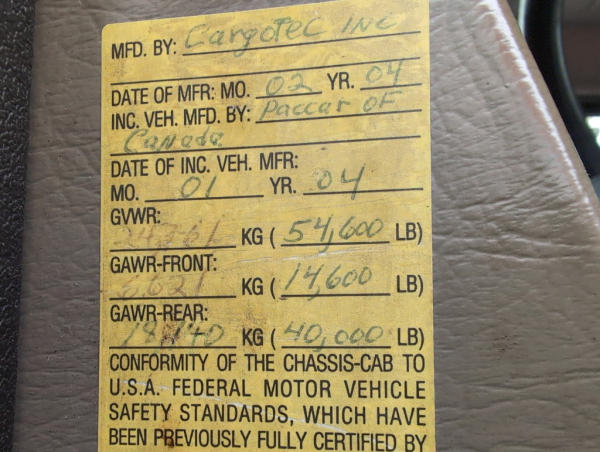 MFD. BY: Cargotec INC
DATE OF MFR: MO. 02 YR. 04
INC. VEH. MFD. BY: Paccar OF
Canada
DATE OF INC. VEH. MFR:
MO. 01 YR. 04
GVWR:
KG (54,600 LB)
GAWR-FRONT:
KG (14,600 LB)
GAWR-REAR:
18,140 KG (40,000 LB)
CONFORMITY OF THE CHASSIS-CAB TO
U.S.A. FEDERAL MOTOR VEHICLE
SAFETY STANDARDS, WHICH HAVE
BEEN PREVIOUSLY FULLY CERTIFIED BY